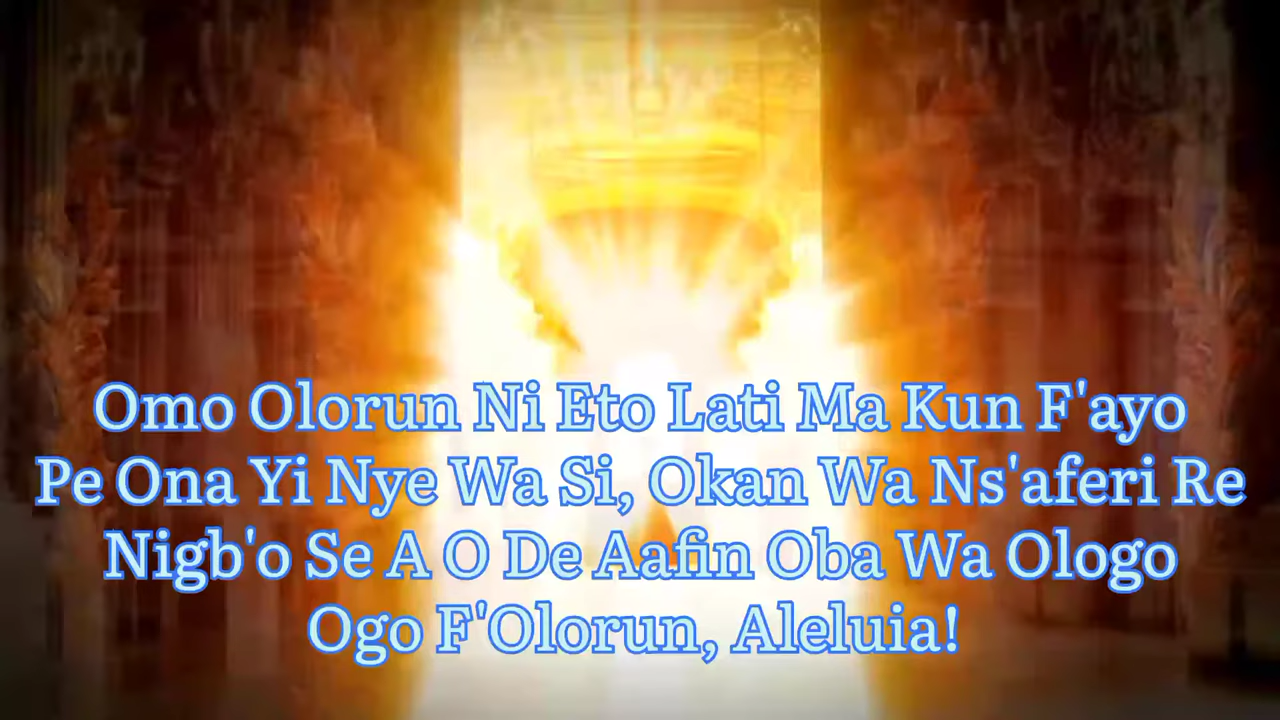 Omo Olorun Ni Eto Lati Ma Kun F'ayo
Pe Ona Yi Nye Wa Si, Okan Wa Ns'aferi Re
Nigb'o Se A O De Aafin Oba Wa Ologo
Ogo F'Olorun, Aleluia!